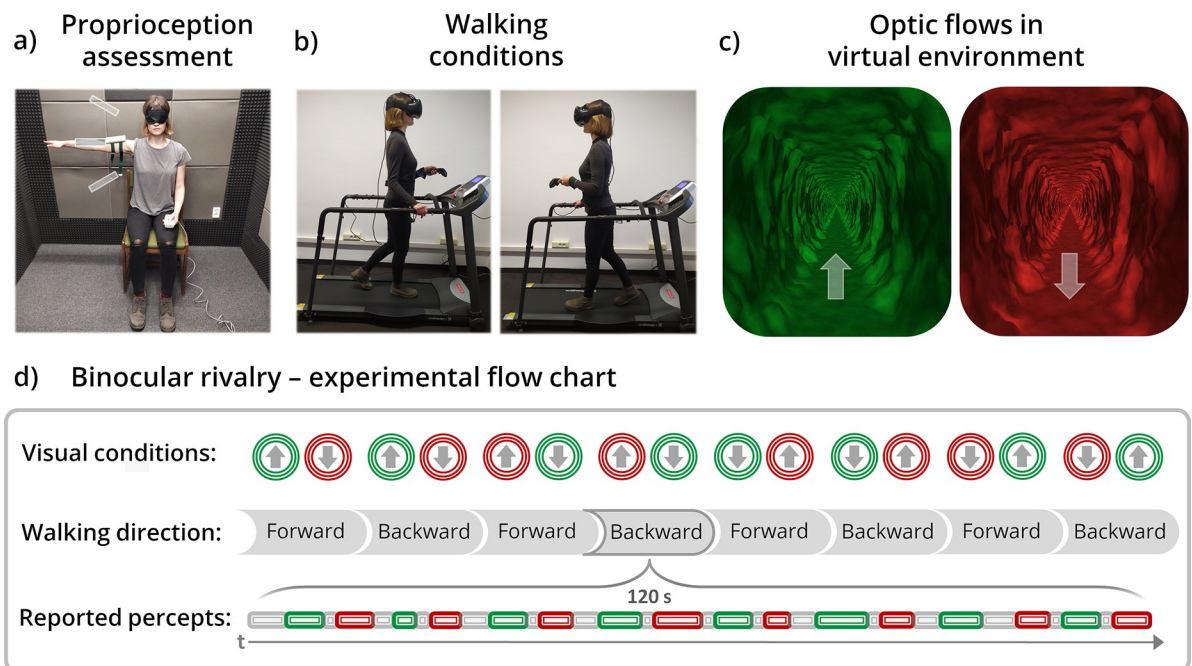 a) Proprioception
assessment
b) Walking
conditions
c) Optic flows in
virtual environment
d) Binocular rivalry – experimental flow chart
Visual conditions:
Walking direction: Forward Backward Forward Backward Forward Backward Forward Backward
120 s
Reported percepts:
t